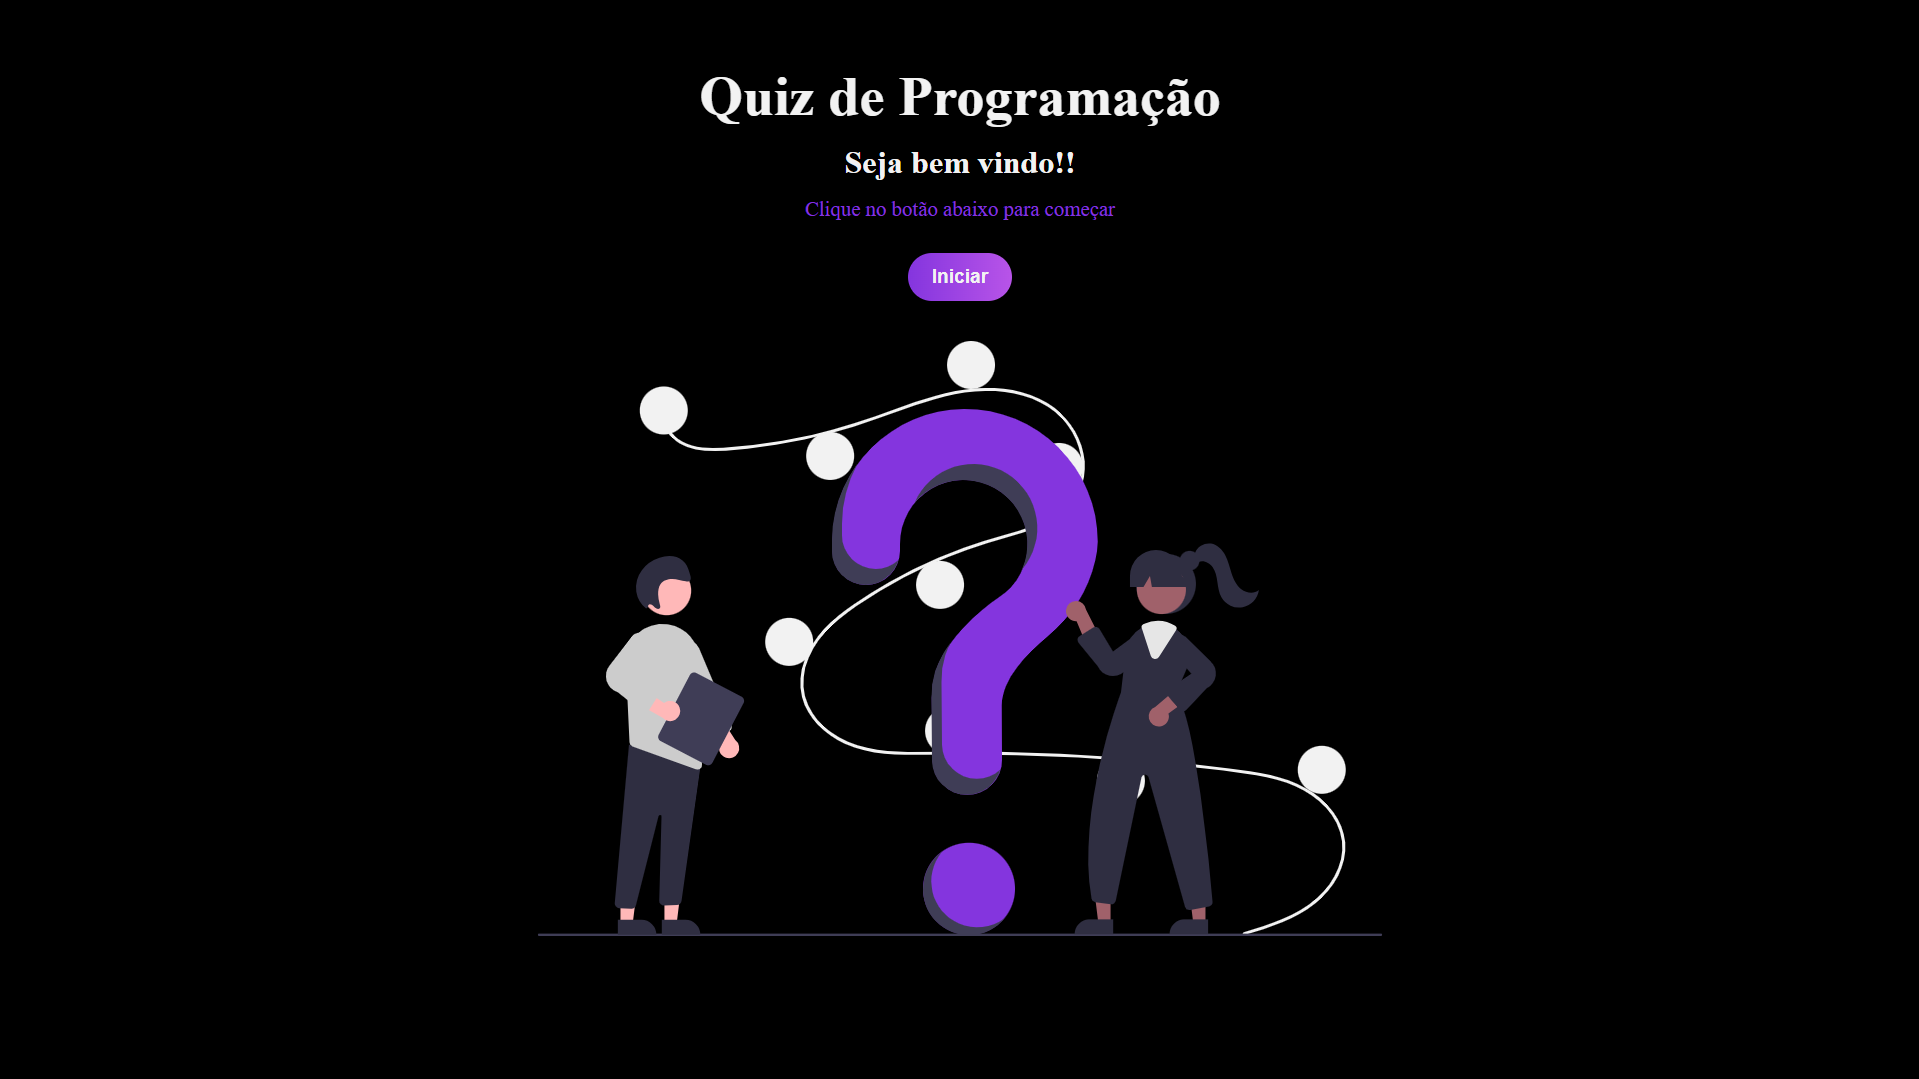 Quiz de Programação
Seja bem vindo!!
Clique no botão abaixo para começar
Iniciar